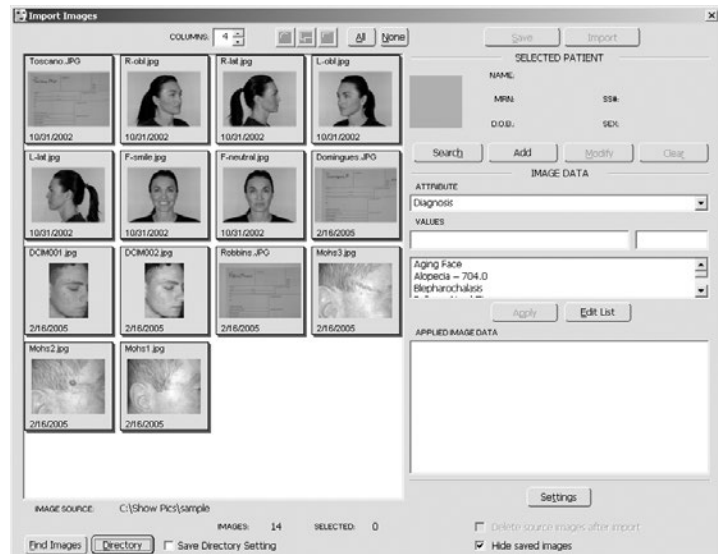 Import Images
COLUMNS: 4
All None
Save Import
SELECTED PATIENT
NAME:
MRN: SS#:
D.O.B.: SEX:
Search Add Modify Clear
IMAGE DATA
ATTRIBUTE
Diagnosis
VALUES
Aging Face
Alopecia – 704.0
Blepharochalasis
Apply Edit List
APPLIED IMAGE DATA
Toscano.JPG R-obl.jpg R-lat.jpg L-obl.jpg
10/31/2002 10/31/2002 10/31/2002 10/31/2002
L-lat.jpg F-smile.jpg F-neutral.jpg Domingues.JPG
10/31/2002 10/31/2002 10/31/2002 2/16/2005
DCIM001.jpg DCIM002.jpg Robbins.JPG Mohs3.jpg
2/16/2005 2/16/2005 2/16/2005 2/16/2005
Mohs2.jpg Mohs1.jpg
2/16/2005 2/16/2005
IMAGE SOURCE: C:\Show Pics\sample
IMAGES: 14 SELECTED: 0
Find Images Directory Save Directory Setting
Settings
Delete source images after import
Hide saved images